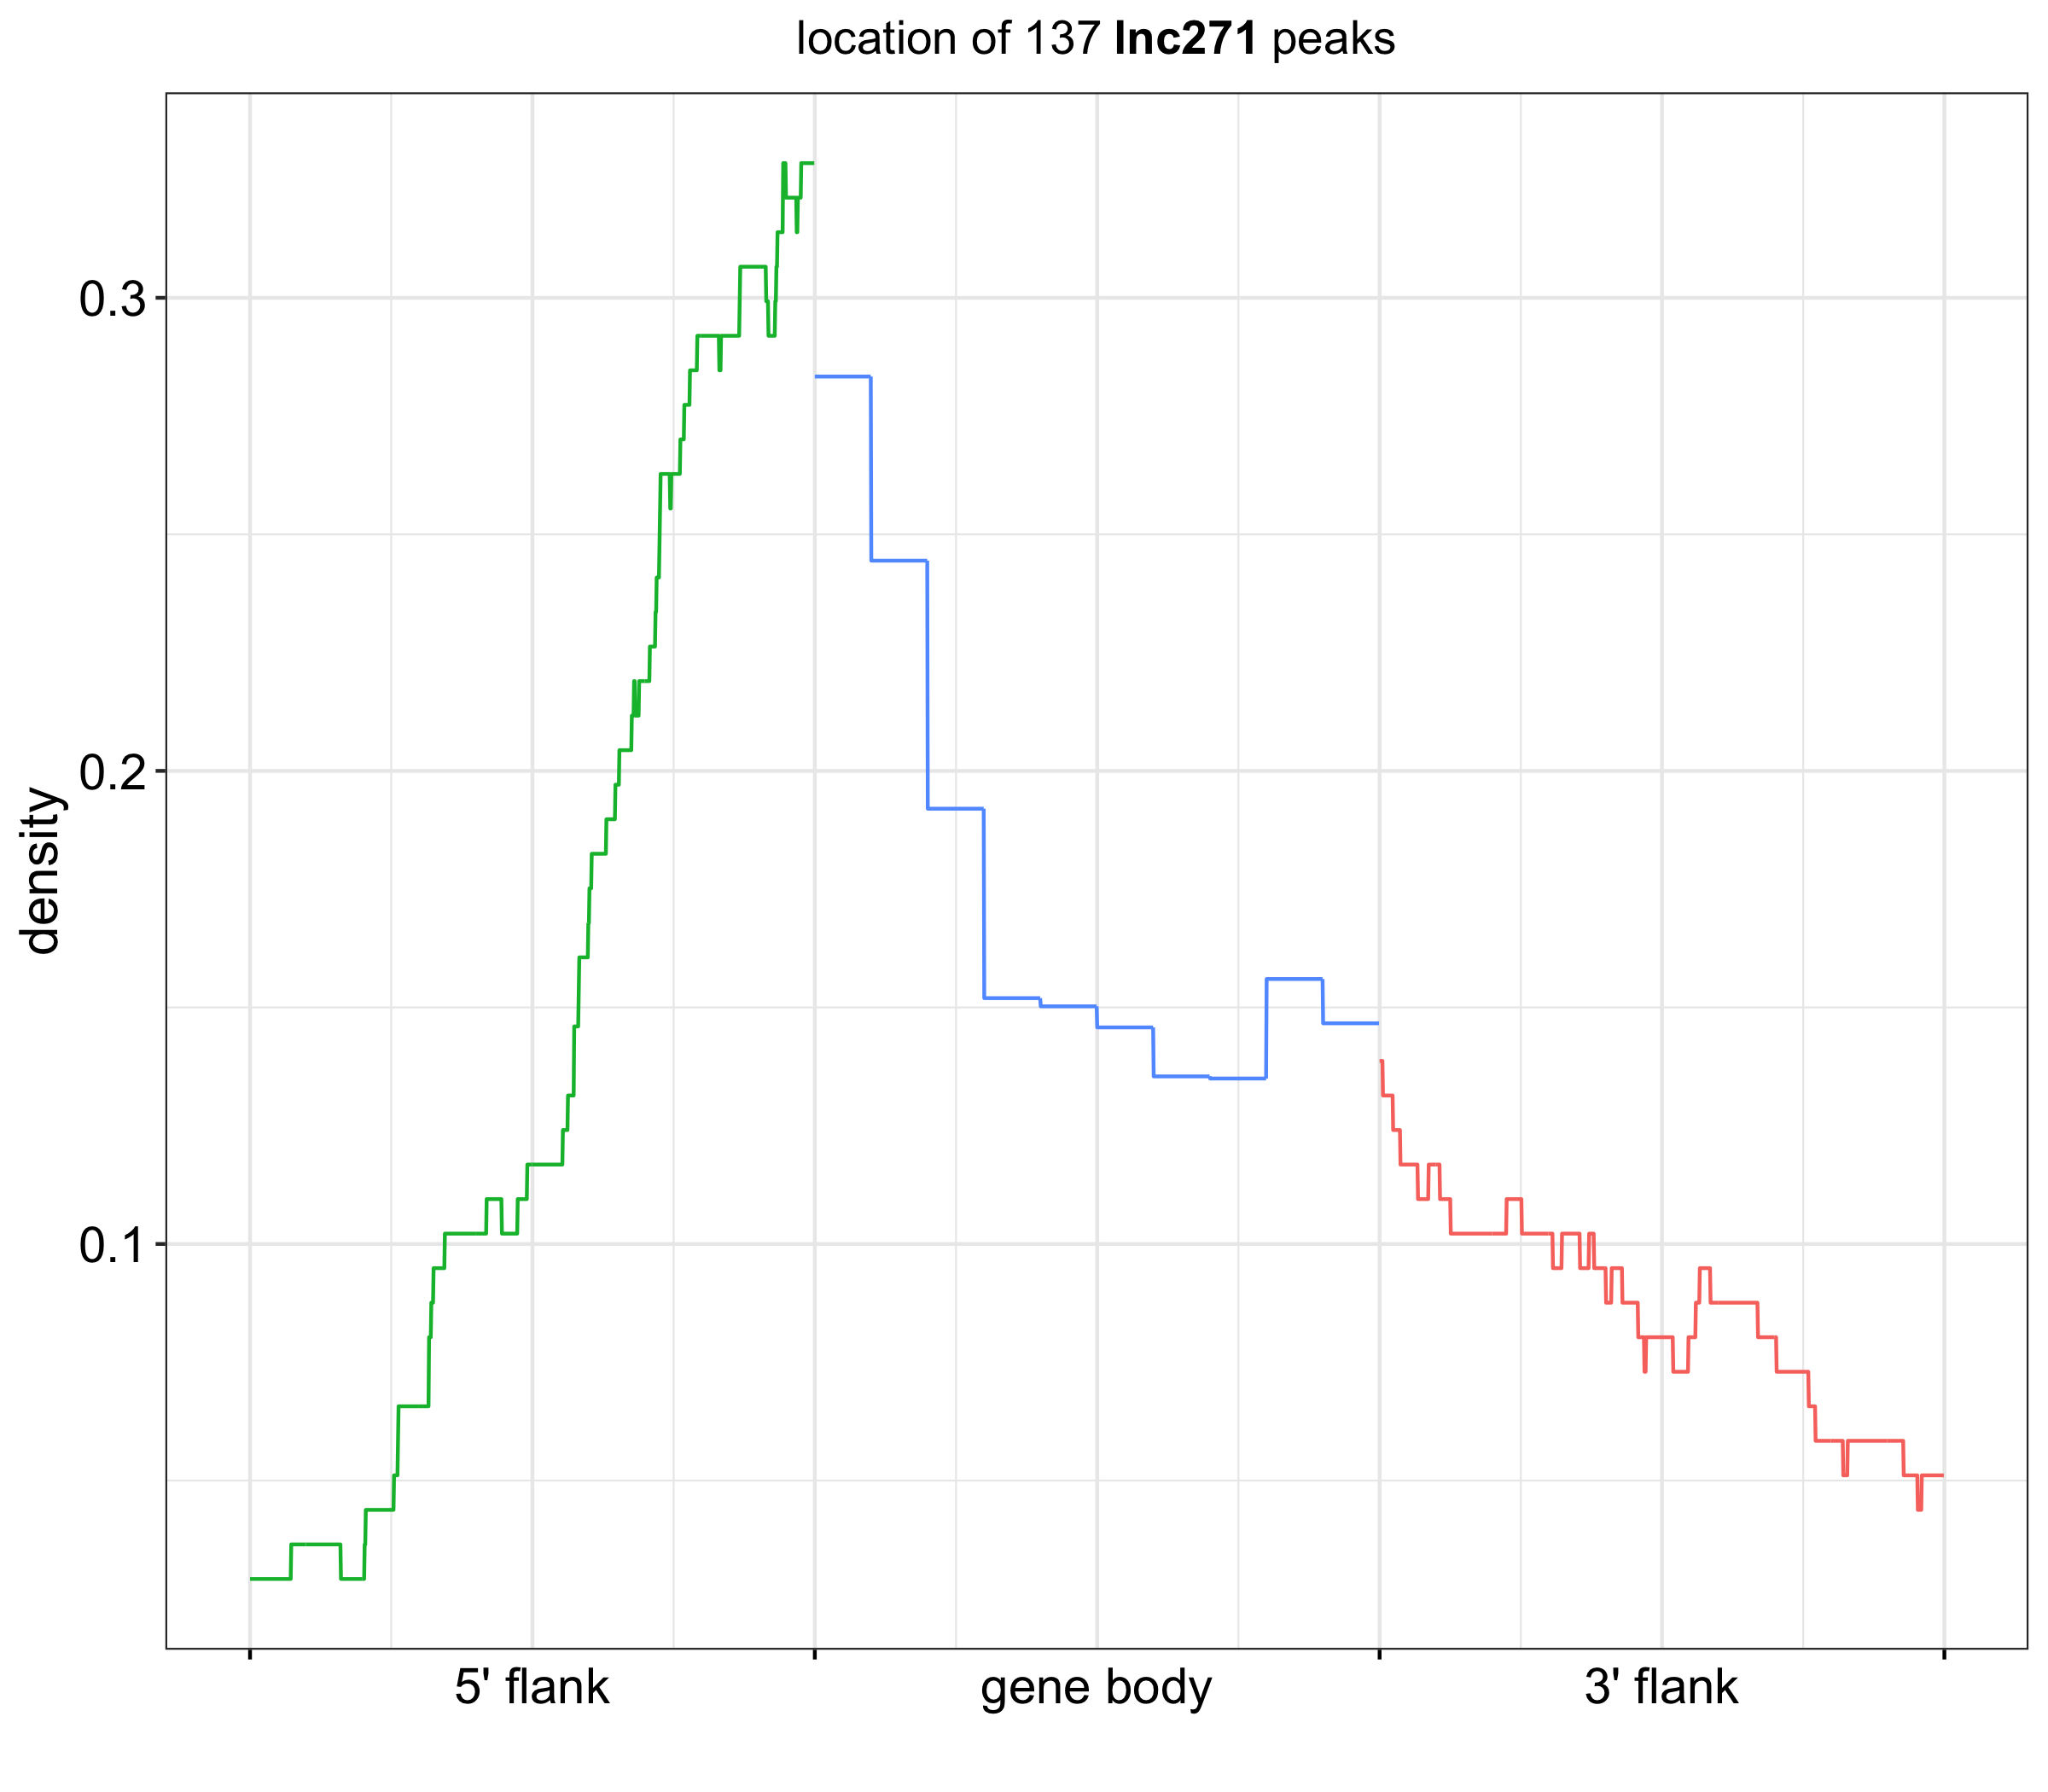 location of 137 lnc271 peaks
0.3
0.2
0.1
density
5' flank
gene body
3' flank